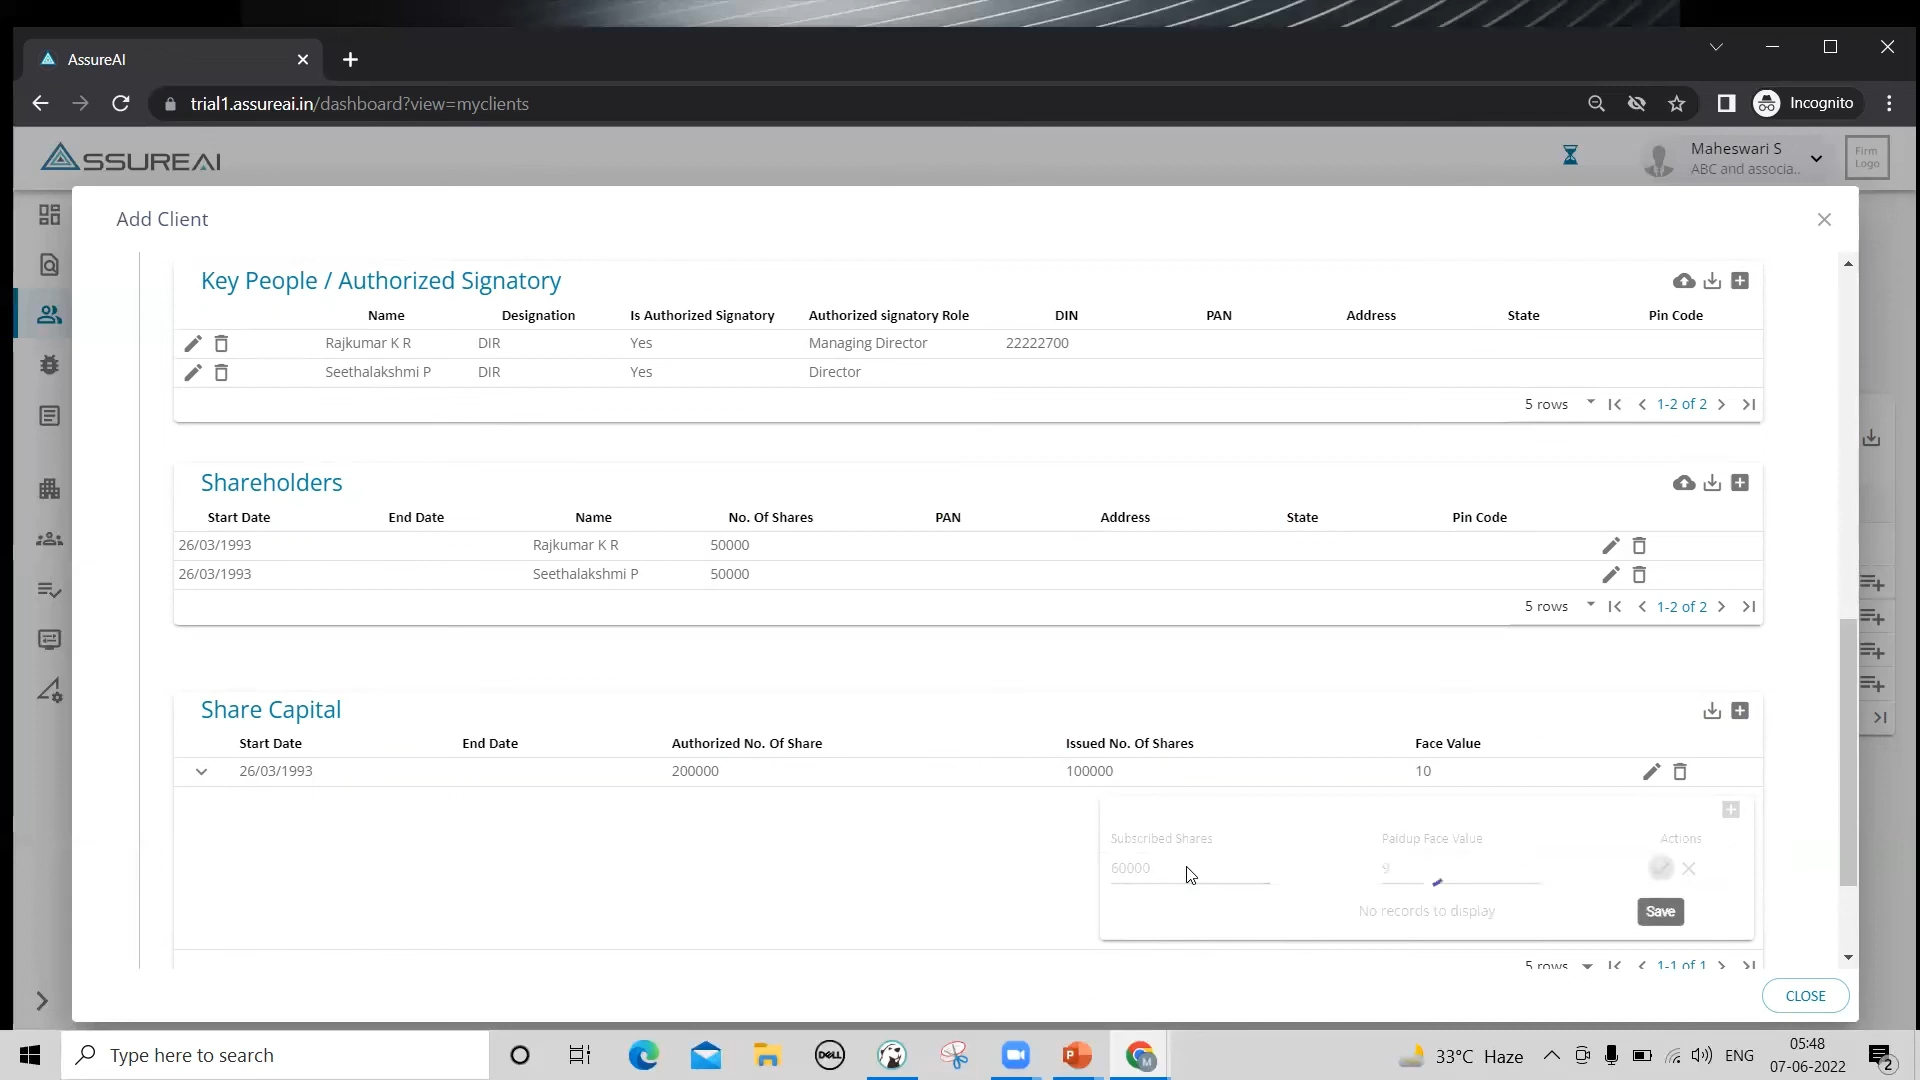 AssureAI
trial1.assureai.in/dashboard?view=myclients
Incognito
ASSUREAI
Maheswari S
ABC and associa..
Firm
Logo
Add Client
Key People / Authorized Signatory
Name Designation Is Authorized Signatory Authorized signatory Role DIN PAN Address State Pin Code
Rajkumar K R DIR Yes Managing Director 22222700
Seethalakshmi P DIR Yes Director
5 rows 1-2 of 2
Shareholders
Start Date End Date Name No. Of Shares PAN Address State Pin Code
26/03/1993 Rajkumar K R 50000
26/03/1993 Seethalakshmi P 50000
5 rows 1-2 of 2
Share Capital
Start Date End Date Authorized No. Of Share Issued No. Of Shares Face Value
26/03/1993 200000 100000 10
Subscribed Shares Paidup Face Value Actions
60000 9
No records to display
Save
5 rows 1-1 of 1
CLOSE
Type here to search
DELL
P
M
33°C Haze
ENG
05:48
07-06-2022
2